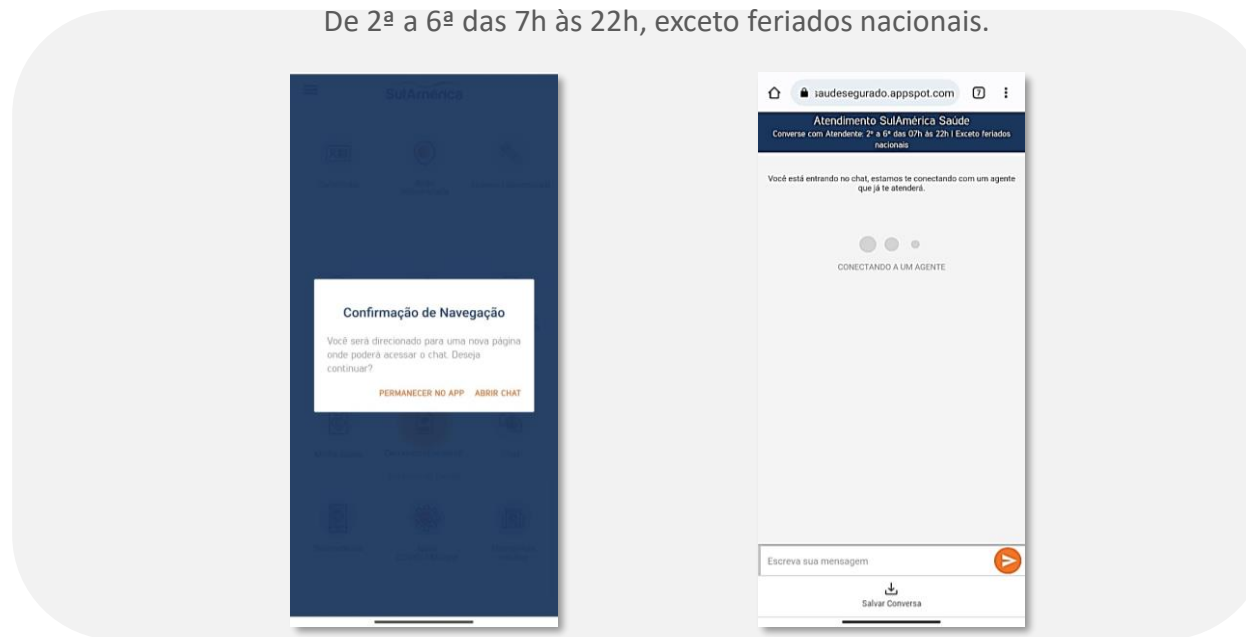 De 2ª a 6ª das 7h às 22h, exceto feriados nacionais.
SulAmérica
Confirmação de Navegação
Você será direcionado para uma nova página
onde poderá acessar o chat. Deseja
continuar?
PERMANECER NO APP ABRIR CHAT
saudesegurado.appspot.com 7
Atendimento SulAmérica Saúde
Converse com Atendente: 2ª a 6ª das 07h às 22h | Exceto feriados
nacionais
Você está entrando no chat, estamos te conectando com um agente
que já te atenderá.
CONECTANDO A UM AGENTE
Escreva sua mensagem
Salvar Conversa